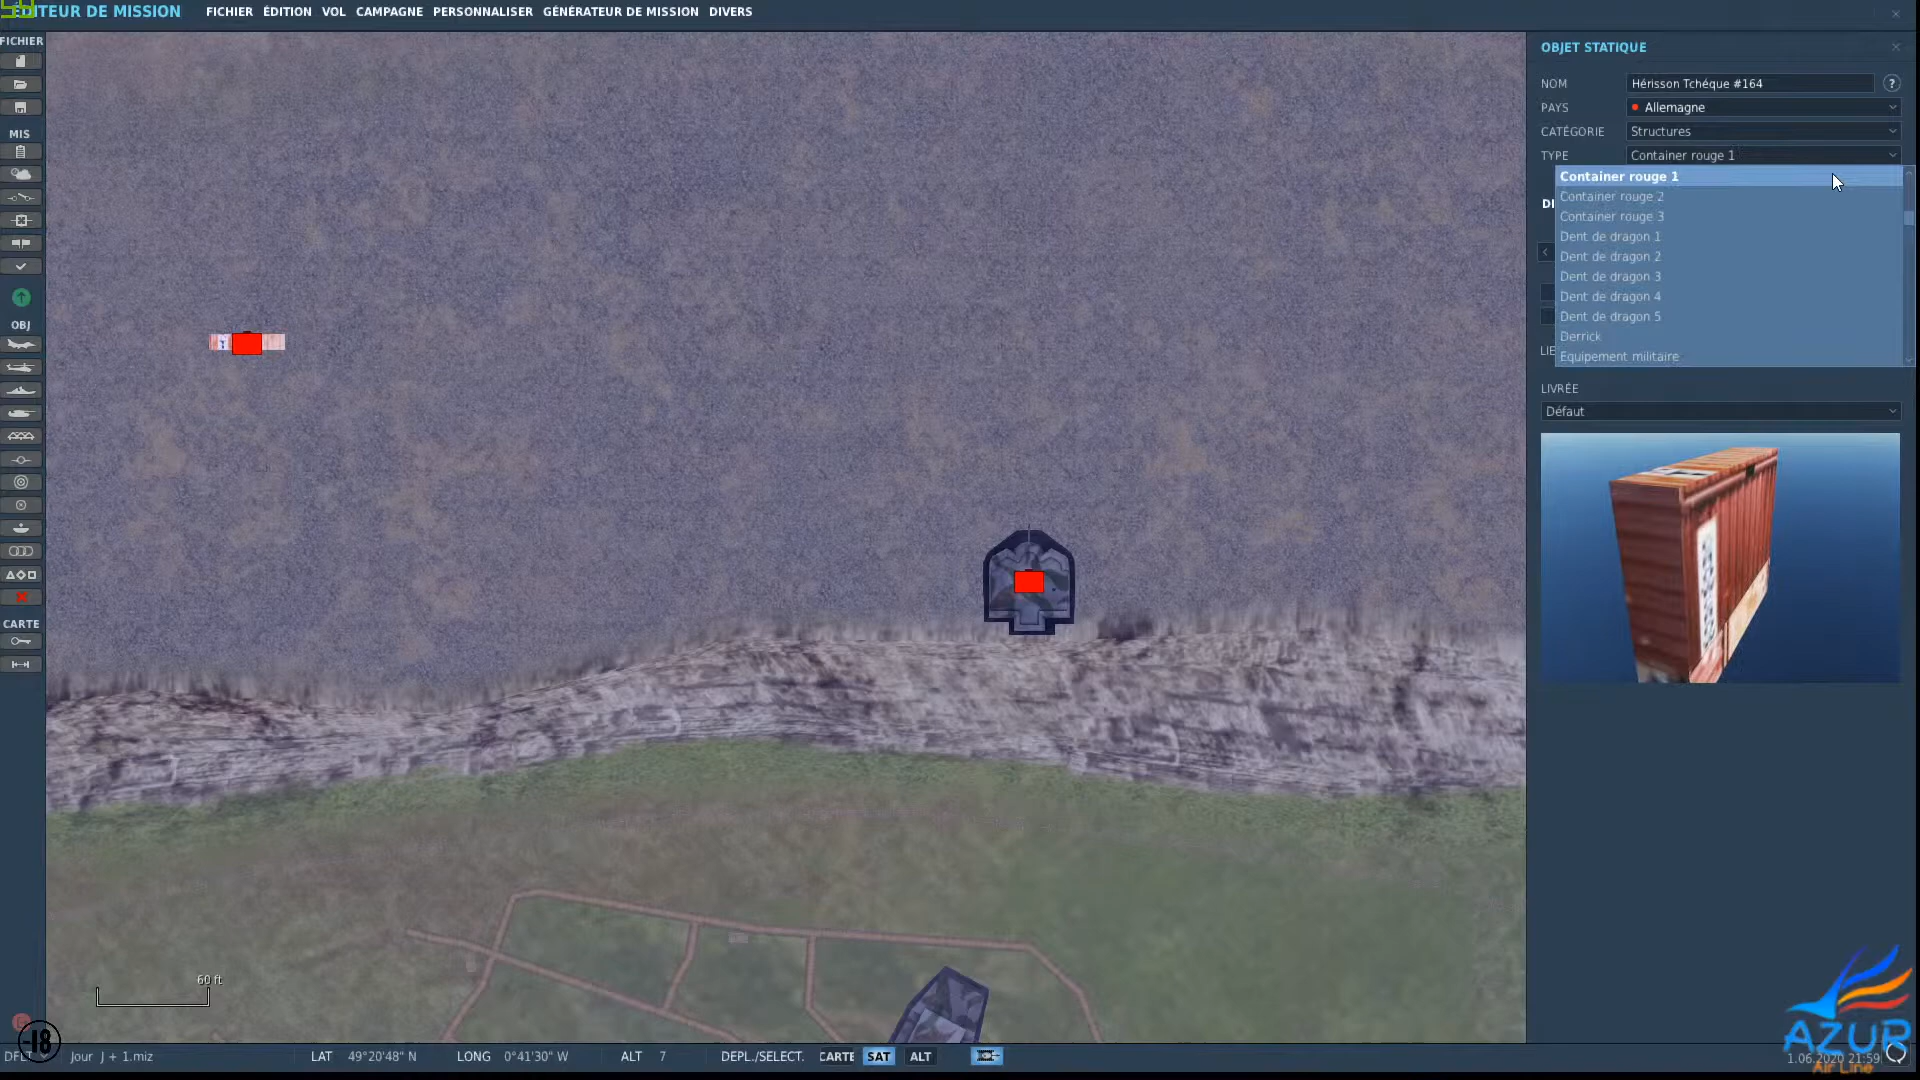 ÉDITEUR DE MISSION
FICHIER ÉDITION VOL CAMPAGNE PERSONNALISER GÉNÉRATEUR DE MISSION DIVERS
FICHIER
MIS
OBJ
CARTE
OBJET STATIQUE
NOM Hérisson Tchéque #164 ?
PAYS Allemagne
CATÉGORIE Structures
TYPE Container rouge 1
Container rouge 1
Container rouge 2
Container rouge 3
Dent de dragon 1
Dent de dragon 2
Dent de dragon 3
Dent de dragon 4
Dent de dragon 5
Derrick
Equipement militaire
LIVRÉE
Défaut
60 ft
-18
Jour J + 1.miz LAT 49°20'48" N LONG 0°41'30" W ALT 7 DEPL./SELECT. CARTE SAT ALT
1.06.2020 21:59
AZUR
Air Line